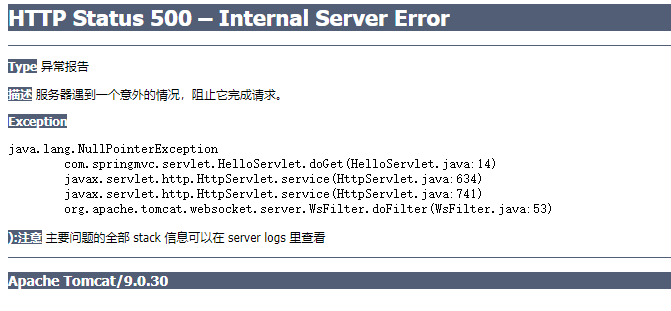 HTTP Status 500 – Internal Server Error
Type 异常报告
描述 服务器遇到一个意外的情况，阻止它完成请求。
Exception
java.lang.NullPointerException
com.springmvc.servlet.HelloServlet.doGet(HelloServlet.java:14)
javax.servlet.http.HttpServlet.service(HttpServlet.java:634)
javax.servlet.http.HttpServlet.service(HttpServlet.java:741)
org.apache.tomcat.websocket.server.WsFilter.doFilter(WsFilter.java:53)
):注意 主要问题的全部 stack 信息可以在 server logs 里查看
Apache Tomcat/9.0.30